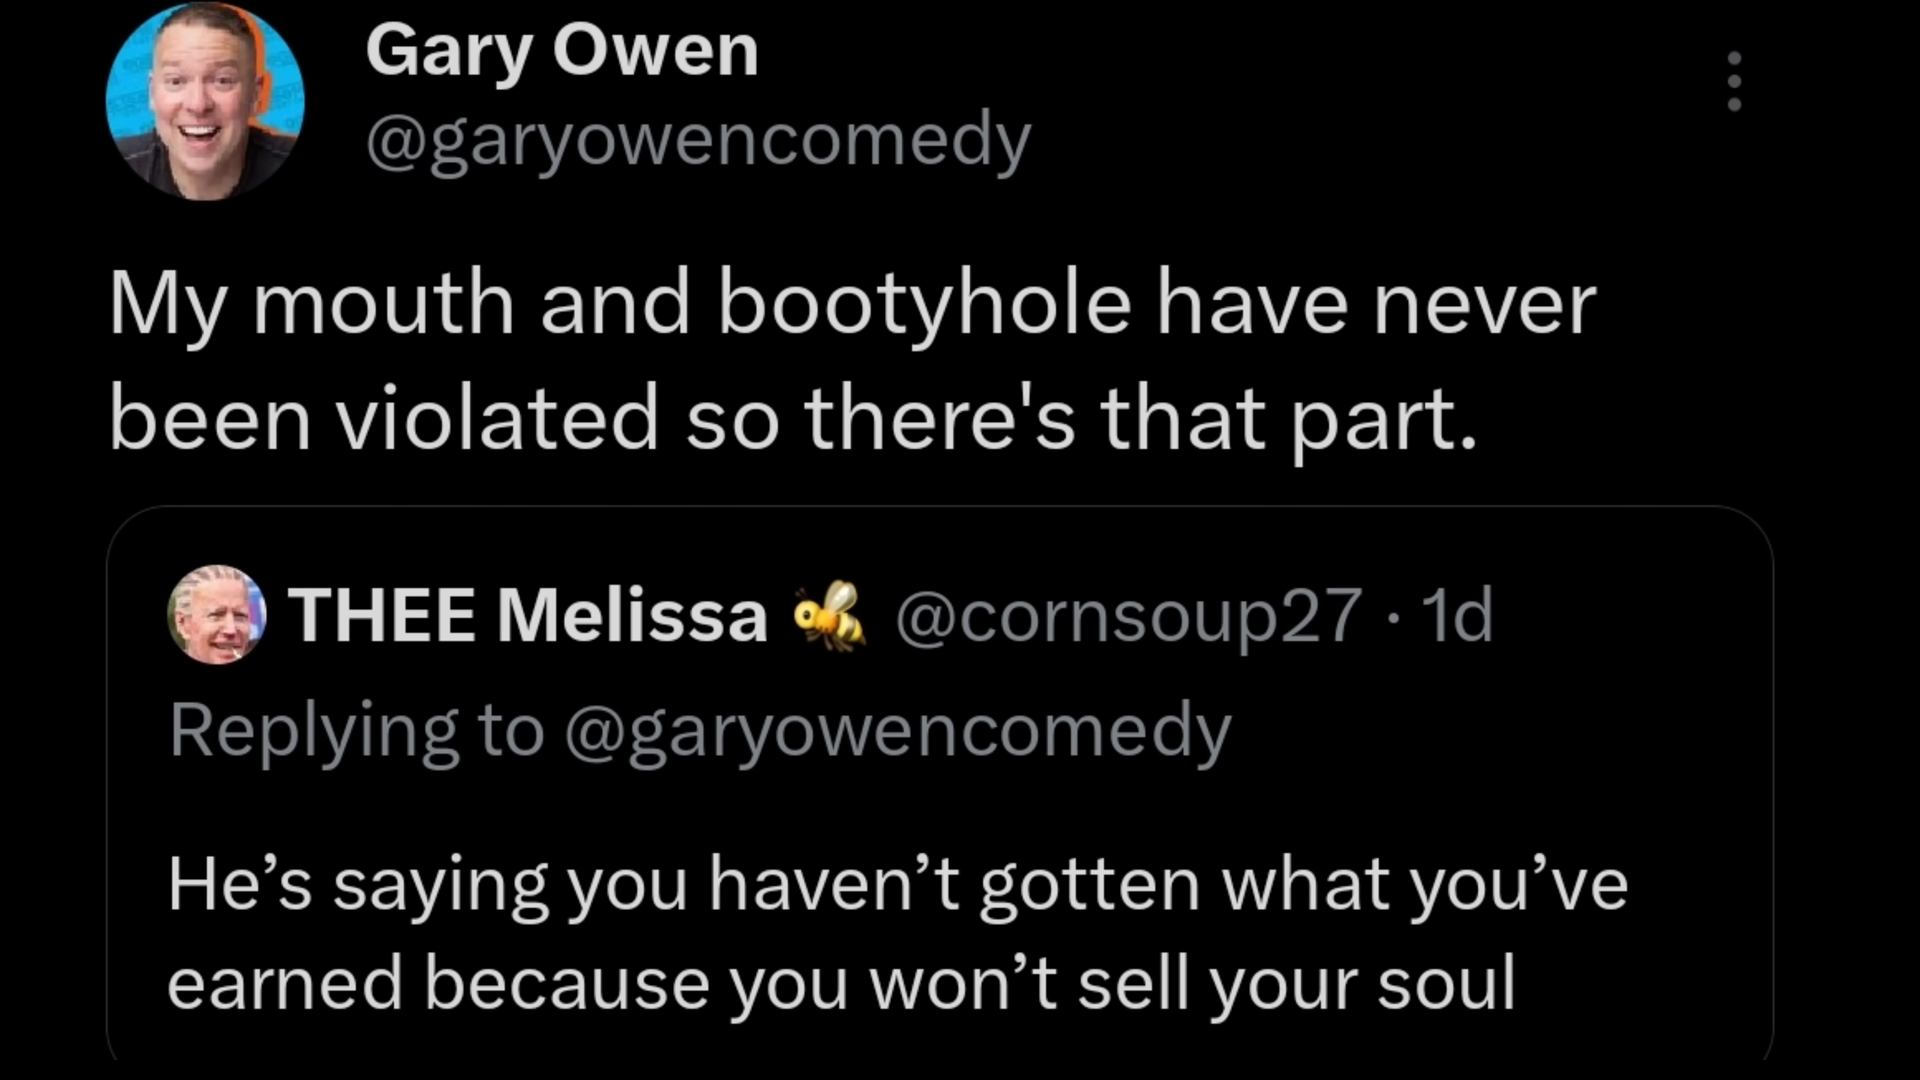 Gary Owen
@garyowencomedy
My mouth and bootyhole have never
been violated so there's that part.
THEE Melissa 🐝 @cornsoup27 · 1d
Replying to @garyowencomedy
He’s saying you haven’t gotten what you’ve
earned because you won’t sell your soul